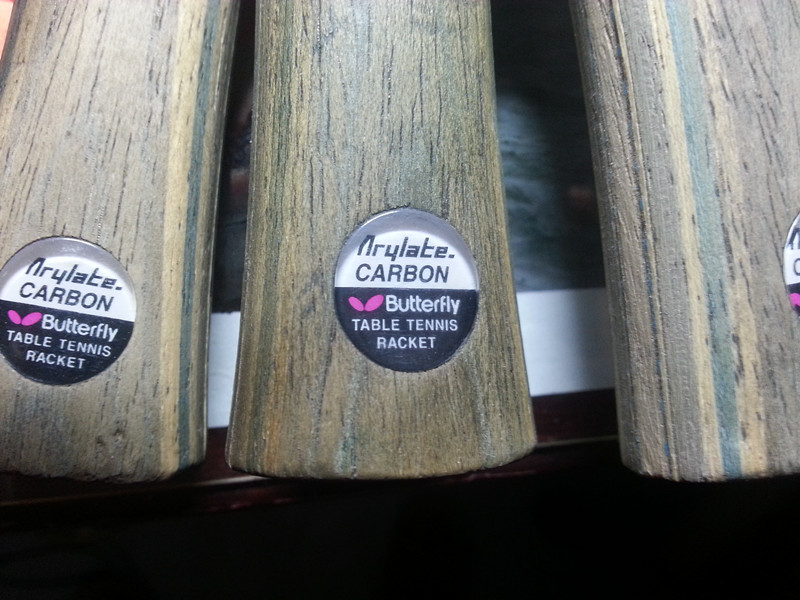 Arylate-
CARBON
Butterfly
TABLE TENNIS
RACKET
Arylate-
CARBON
Butterfly
TABLE TENNIS
RACKET